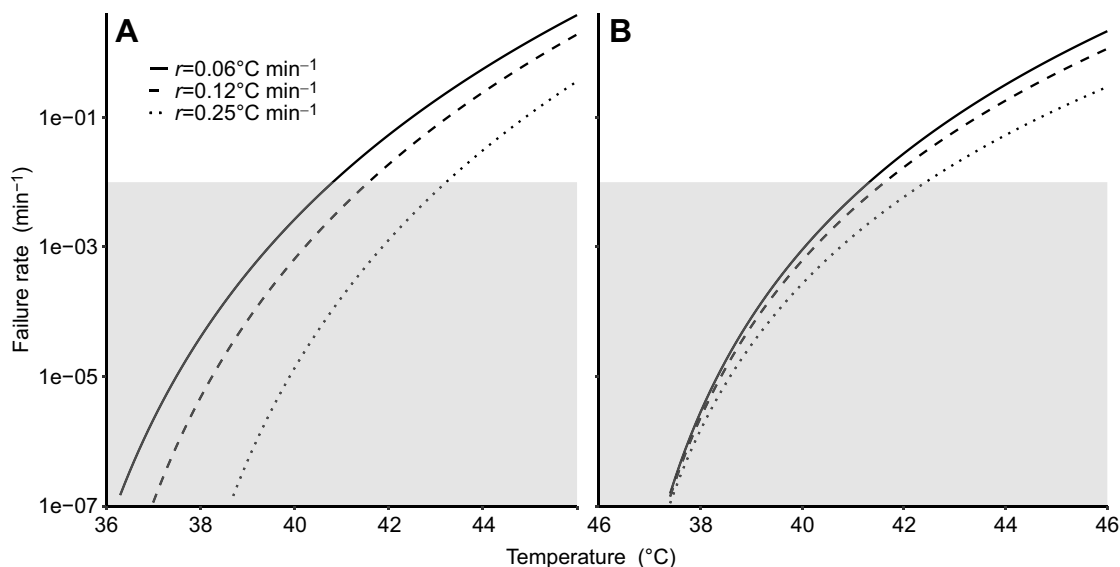 A
B
r=0.06°C min⁻¹
r=0.12°C min⁻¹
r=0.25°C min⁻¹
Failure rate (min⁻¹)
1e−01
1e−03
1e−05
1e−07
36 38 40 42 44 46 38 40 42 44 46
Temperature (°C)